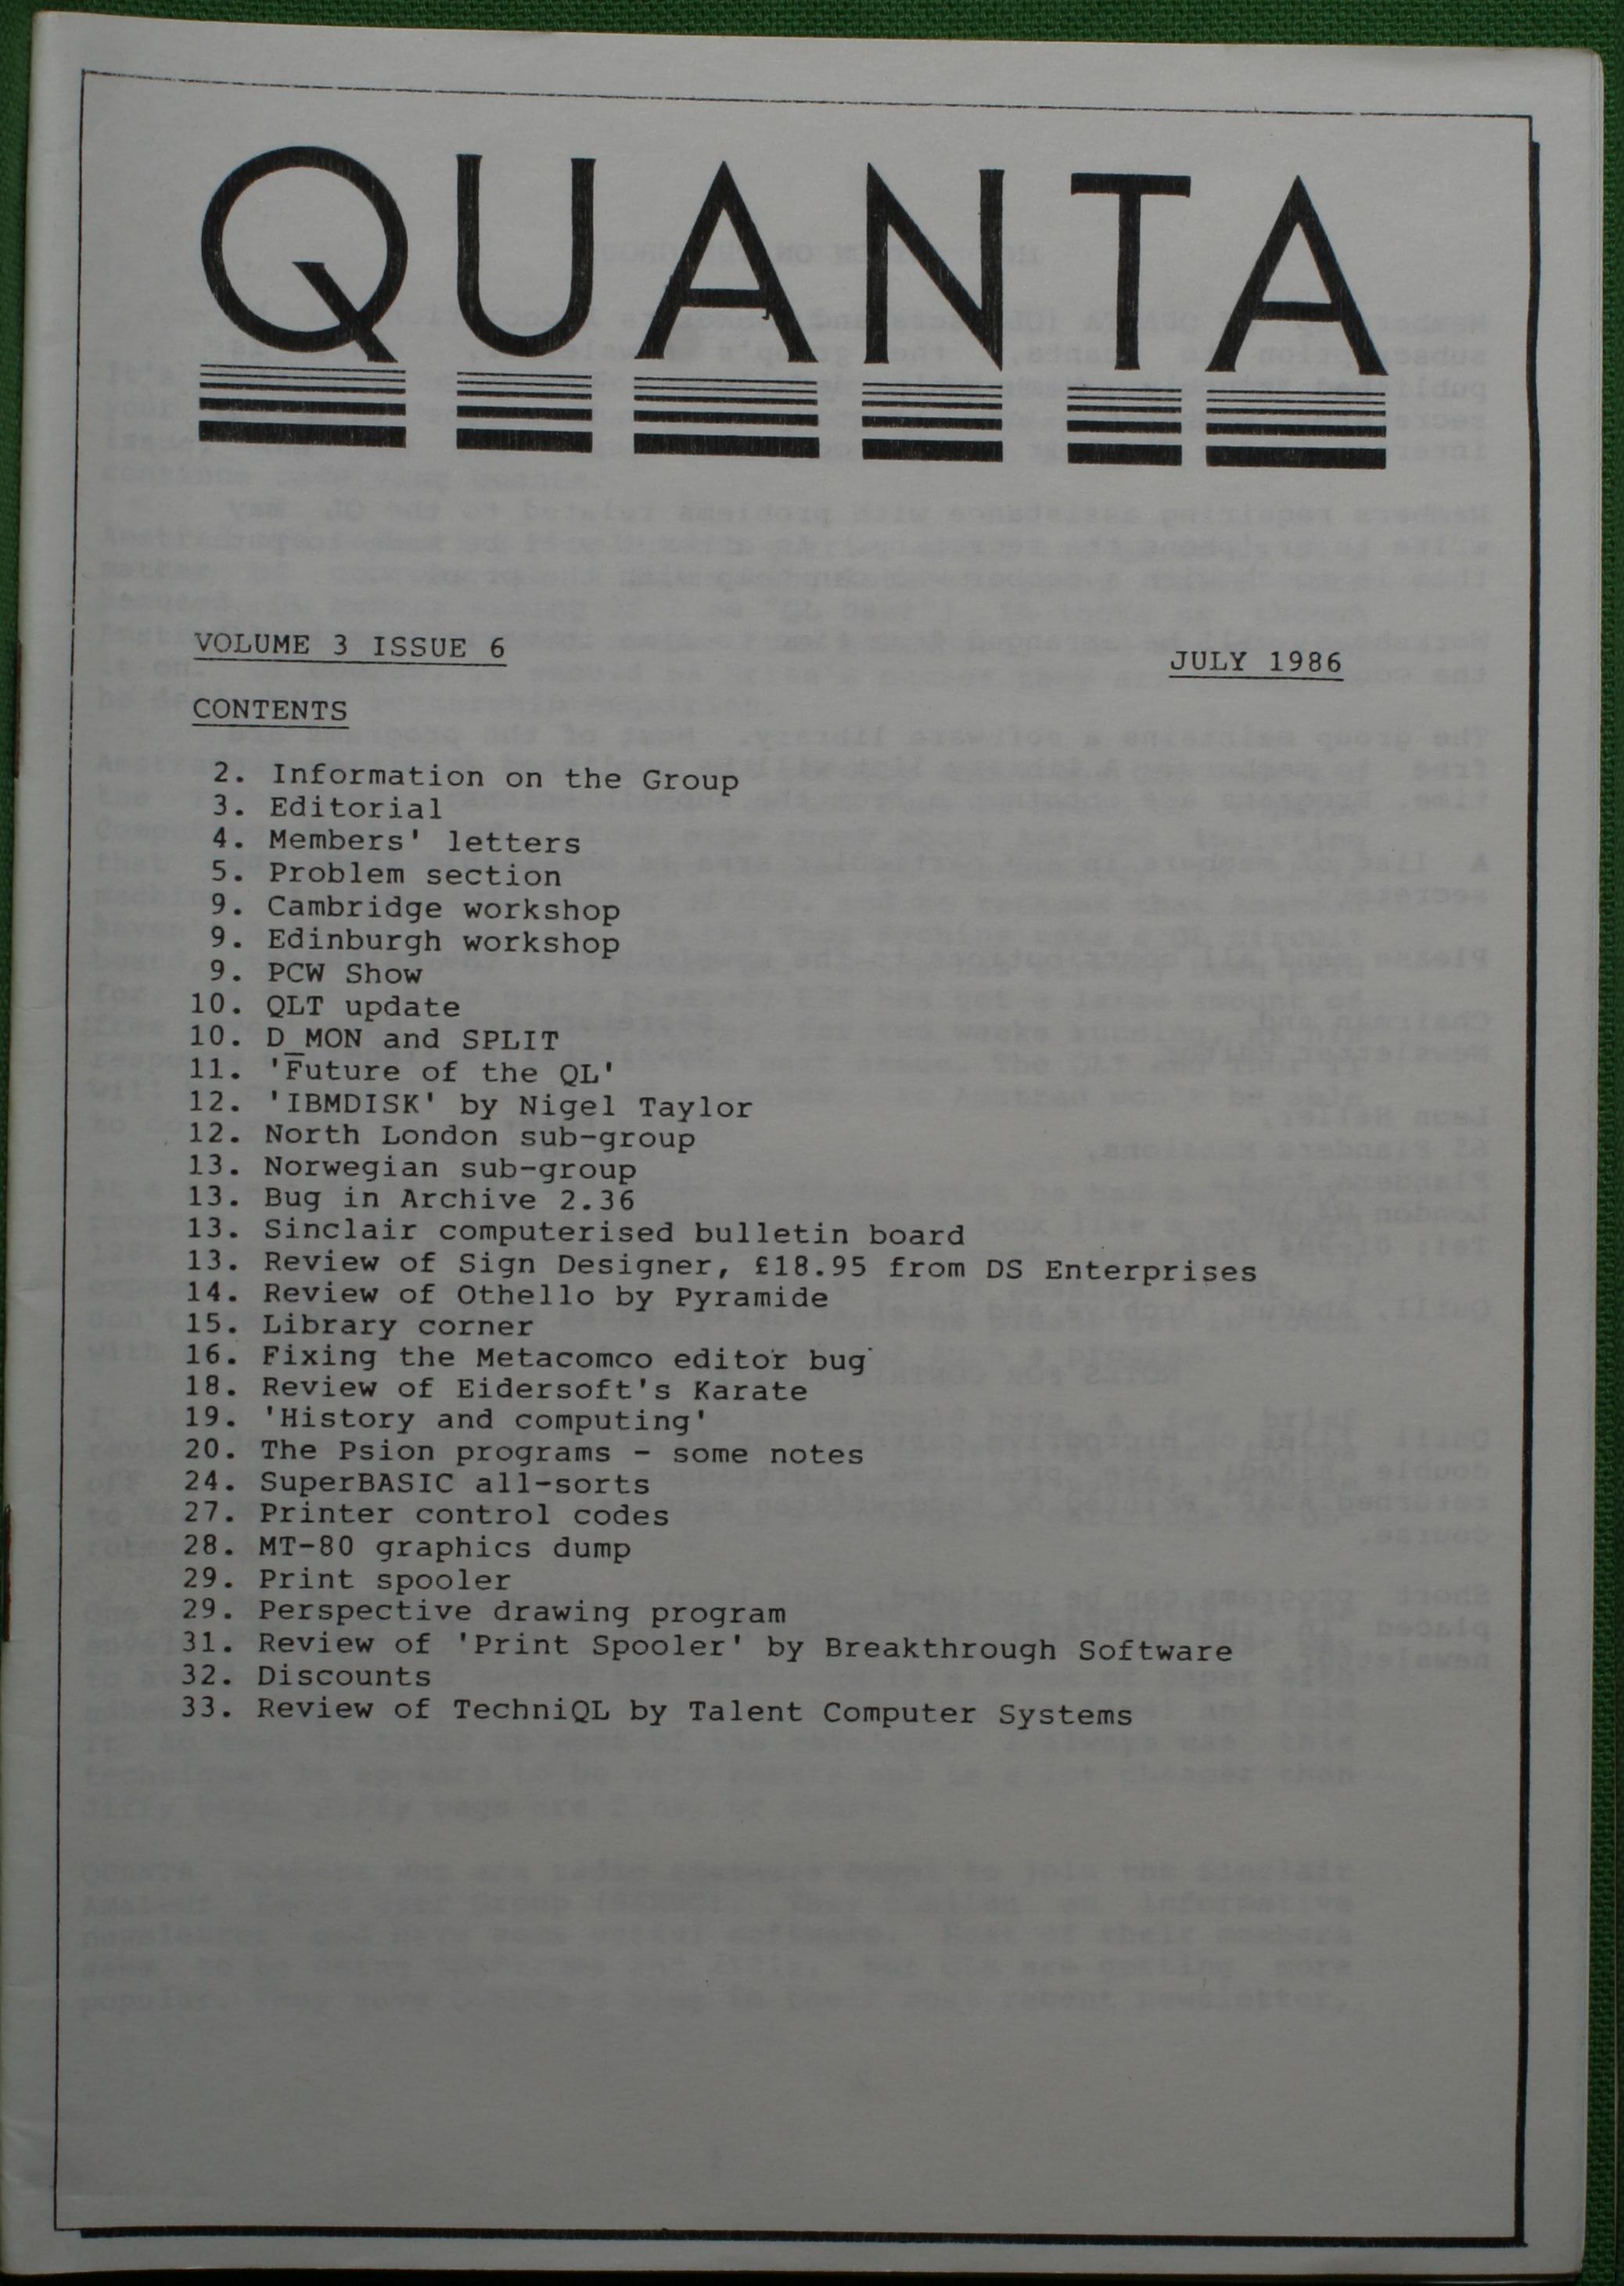 QUANTA
VOLUME 3 ISSUE 6
JULY 1986
CONTENTS
2. Information on the Group
3. Editorial
4. Members' letters
5. Problem section
9. Cambridge workshop
9. Edinburgh workshop
9. PCW Show
10. QLT update
10. D_MON and SPLIT
11. 'Future of the QL'
12. 'IBMDISK' by Nigel Taylor
12. North London sub-group
13. Norwegian sub-group
13. Bug in Archive 2.36
13. Sinclair computerised bulletin board
13. Review of Sign Designer, £18.95 from DS Enterprises
14. Review of Othello by Pyramide
15. Library corner
16. Fixing the Metacomco editor bug
18. Review of Eidersoft's Karate
19. 'History and computing'
20. The Psion programs - some notes
24. SuperBASIC all-sorts
27. Printer control codes
28. MT-80 graphics dump
29. Print spooler
29. Perspective drawing program
31. Review of 'Print Spooler' by Breakthrough Software
32. Discounts
33. Review of TechniQL by Talent Computer Systems